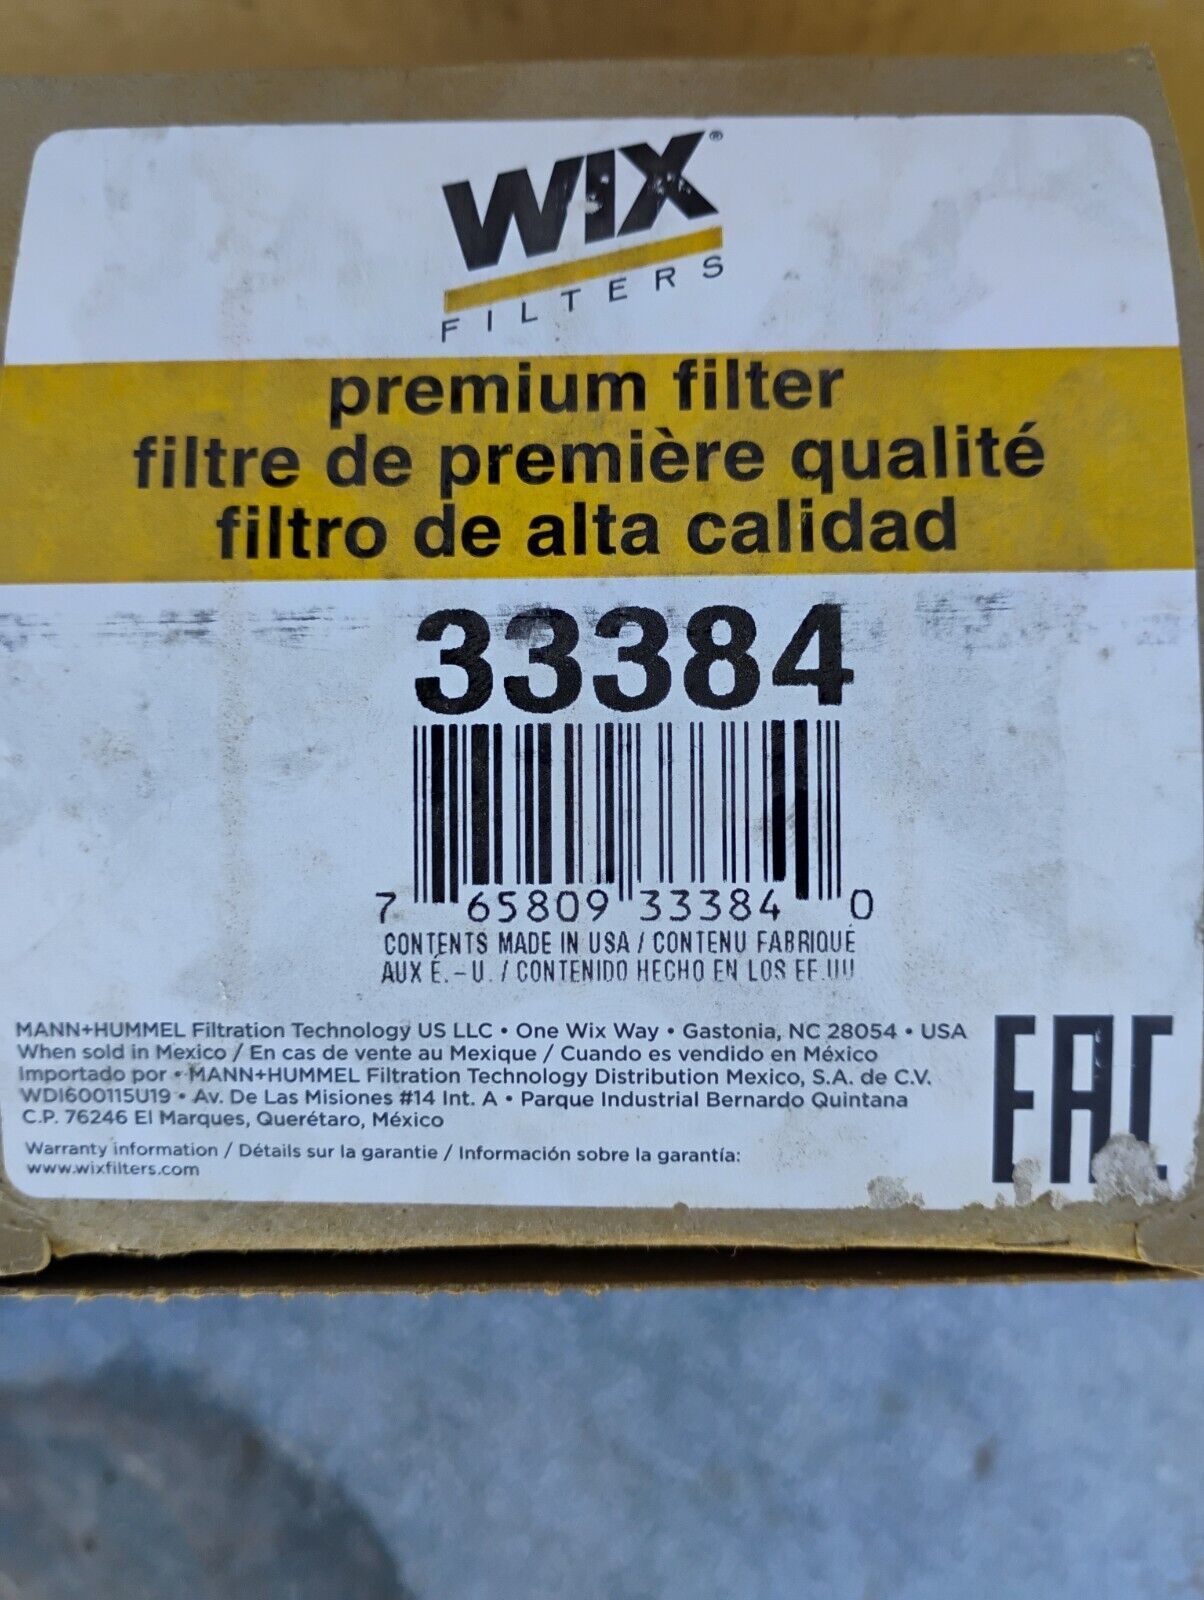 WIX®
FILTERS
premium filter
filtre de première qualité
filtro de alta calidad
33384
7 65809 33384 0
CONTENTS MADE IN USA / CONTENU FABRIQUÉ
AUX É.-U. / CONTENIDO HECHO EN LOS EE.UU
MANN+HUMMEL Filtration Technology US LLC • One Wix Way • Gastonia, NC 28054 • USA
When sold in Mexico / En cas de vente au Mexique / Cuando es vendido en México
Importado por • MANN+HUMMEL Filtration Technology Distribution Mexico, S.A. de C.V.
WDI600115U19 • Av. De Las Misiones #14 Int. A • Parque Industrial Bernardo Quintana
C.P. 76246 El Marques, Querétaro, México
Warranty information / Détails sur la garantie / Información sobre la garantía:
www.wixfilters.com
EAC